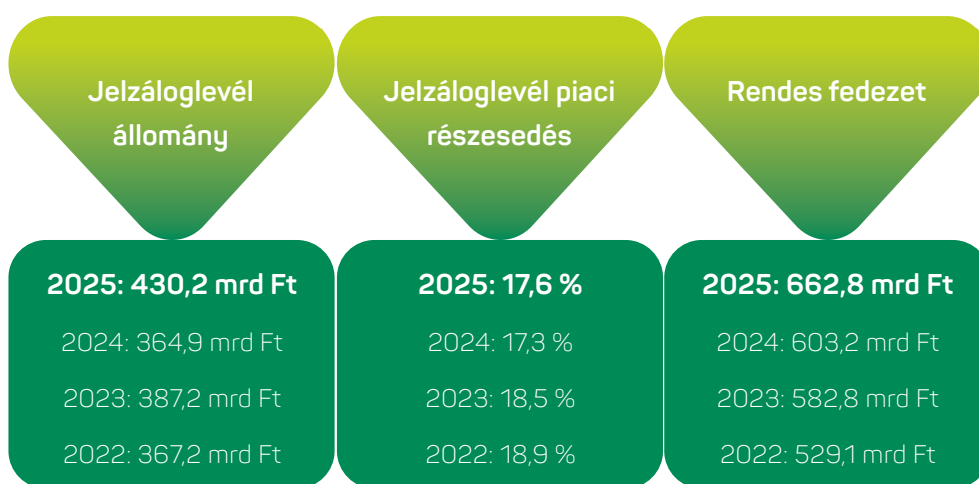 Jelzáloglevél
állomány
2025: 430,2 mrd Ft
2024: 364,9 mrd Ft
2023: 387,2 mrd Ft
2022: 367,2 mrd Ft
Jelzáloglevél piaci
részesedés
2025: 17,6 %
2024: 17,3 %
2023: 18,5 %
2022: 18,9 %
Rendes fedezet
2025: 662,8 mrd Ft
2024: 603,2 mrd Ft
2023: 582,8 mrd Ft
2022: 529,1 mrd Ft